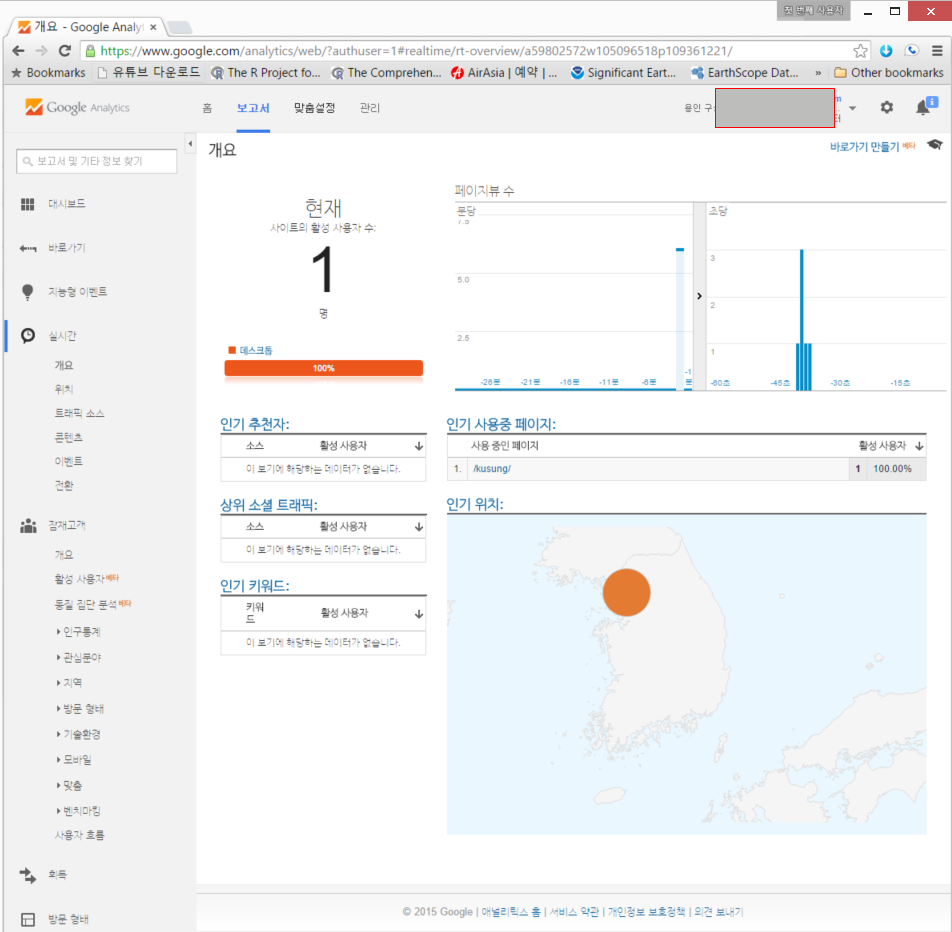 첫 번째 사용자
개요 - Google Analyt
https://www.google.com/analytics/web/?authuser=1#realtime/rt-overview/a59802572w105096518p109361221/
Bookmarks 유튜브 다운로드 The R Project fo... The Comprehen... AirAsia | 예약 | ... Significant Eart... EarthScope Dat... » Other bookmarks
Google Analytics 홈 보고서 맞춤설정 관리 용인 구
개요
바로가기 만들기 베타
보고서 및 기타 정보 찾기
대시보드
바로가기
지능형 이벤트
실시간
개요
위치
트래픽 소스
콘텐츠
이벤트
전환
잠재고객
개요
활성 사용자 베타
동질 집단 분석 베타
인구통계
관심분야
지역
방문 형태
기술환경
모바일
맞춤
벤치마킹
사용자 흐름
획득
방문 형태
현재
사이트의 활성 사용자 수:
1
명
데스크톱
100%
페이지뷰 수
분당
7.5
5.0
2.5
-26분 -21분 -16분 -11분 -6분 -1분
초당
3
2
1
-60초 -45초 -30초 -15초
인기 추천자:
소스 활성 사용자
이 보기에 해당하는 데이터가 없습니다.
상위 소셜 트래픽:
소스 활성 사용자
이 보기에 해당하는 데이터가 없습니다.
인기 키워드:
키워드 활성 사용자
이 보기에 해당하는 데이터가 없습니다.
인기 사용중 페이지:
사용 중인 페이지 활성 사용자
1. /kusung/ 1 100.00%
인기 위치:
© 2015 Google | 애널리틱스 홈 | 서비스 약관 | 개인정보 보호정책 | 의견 보내기